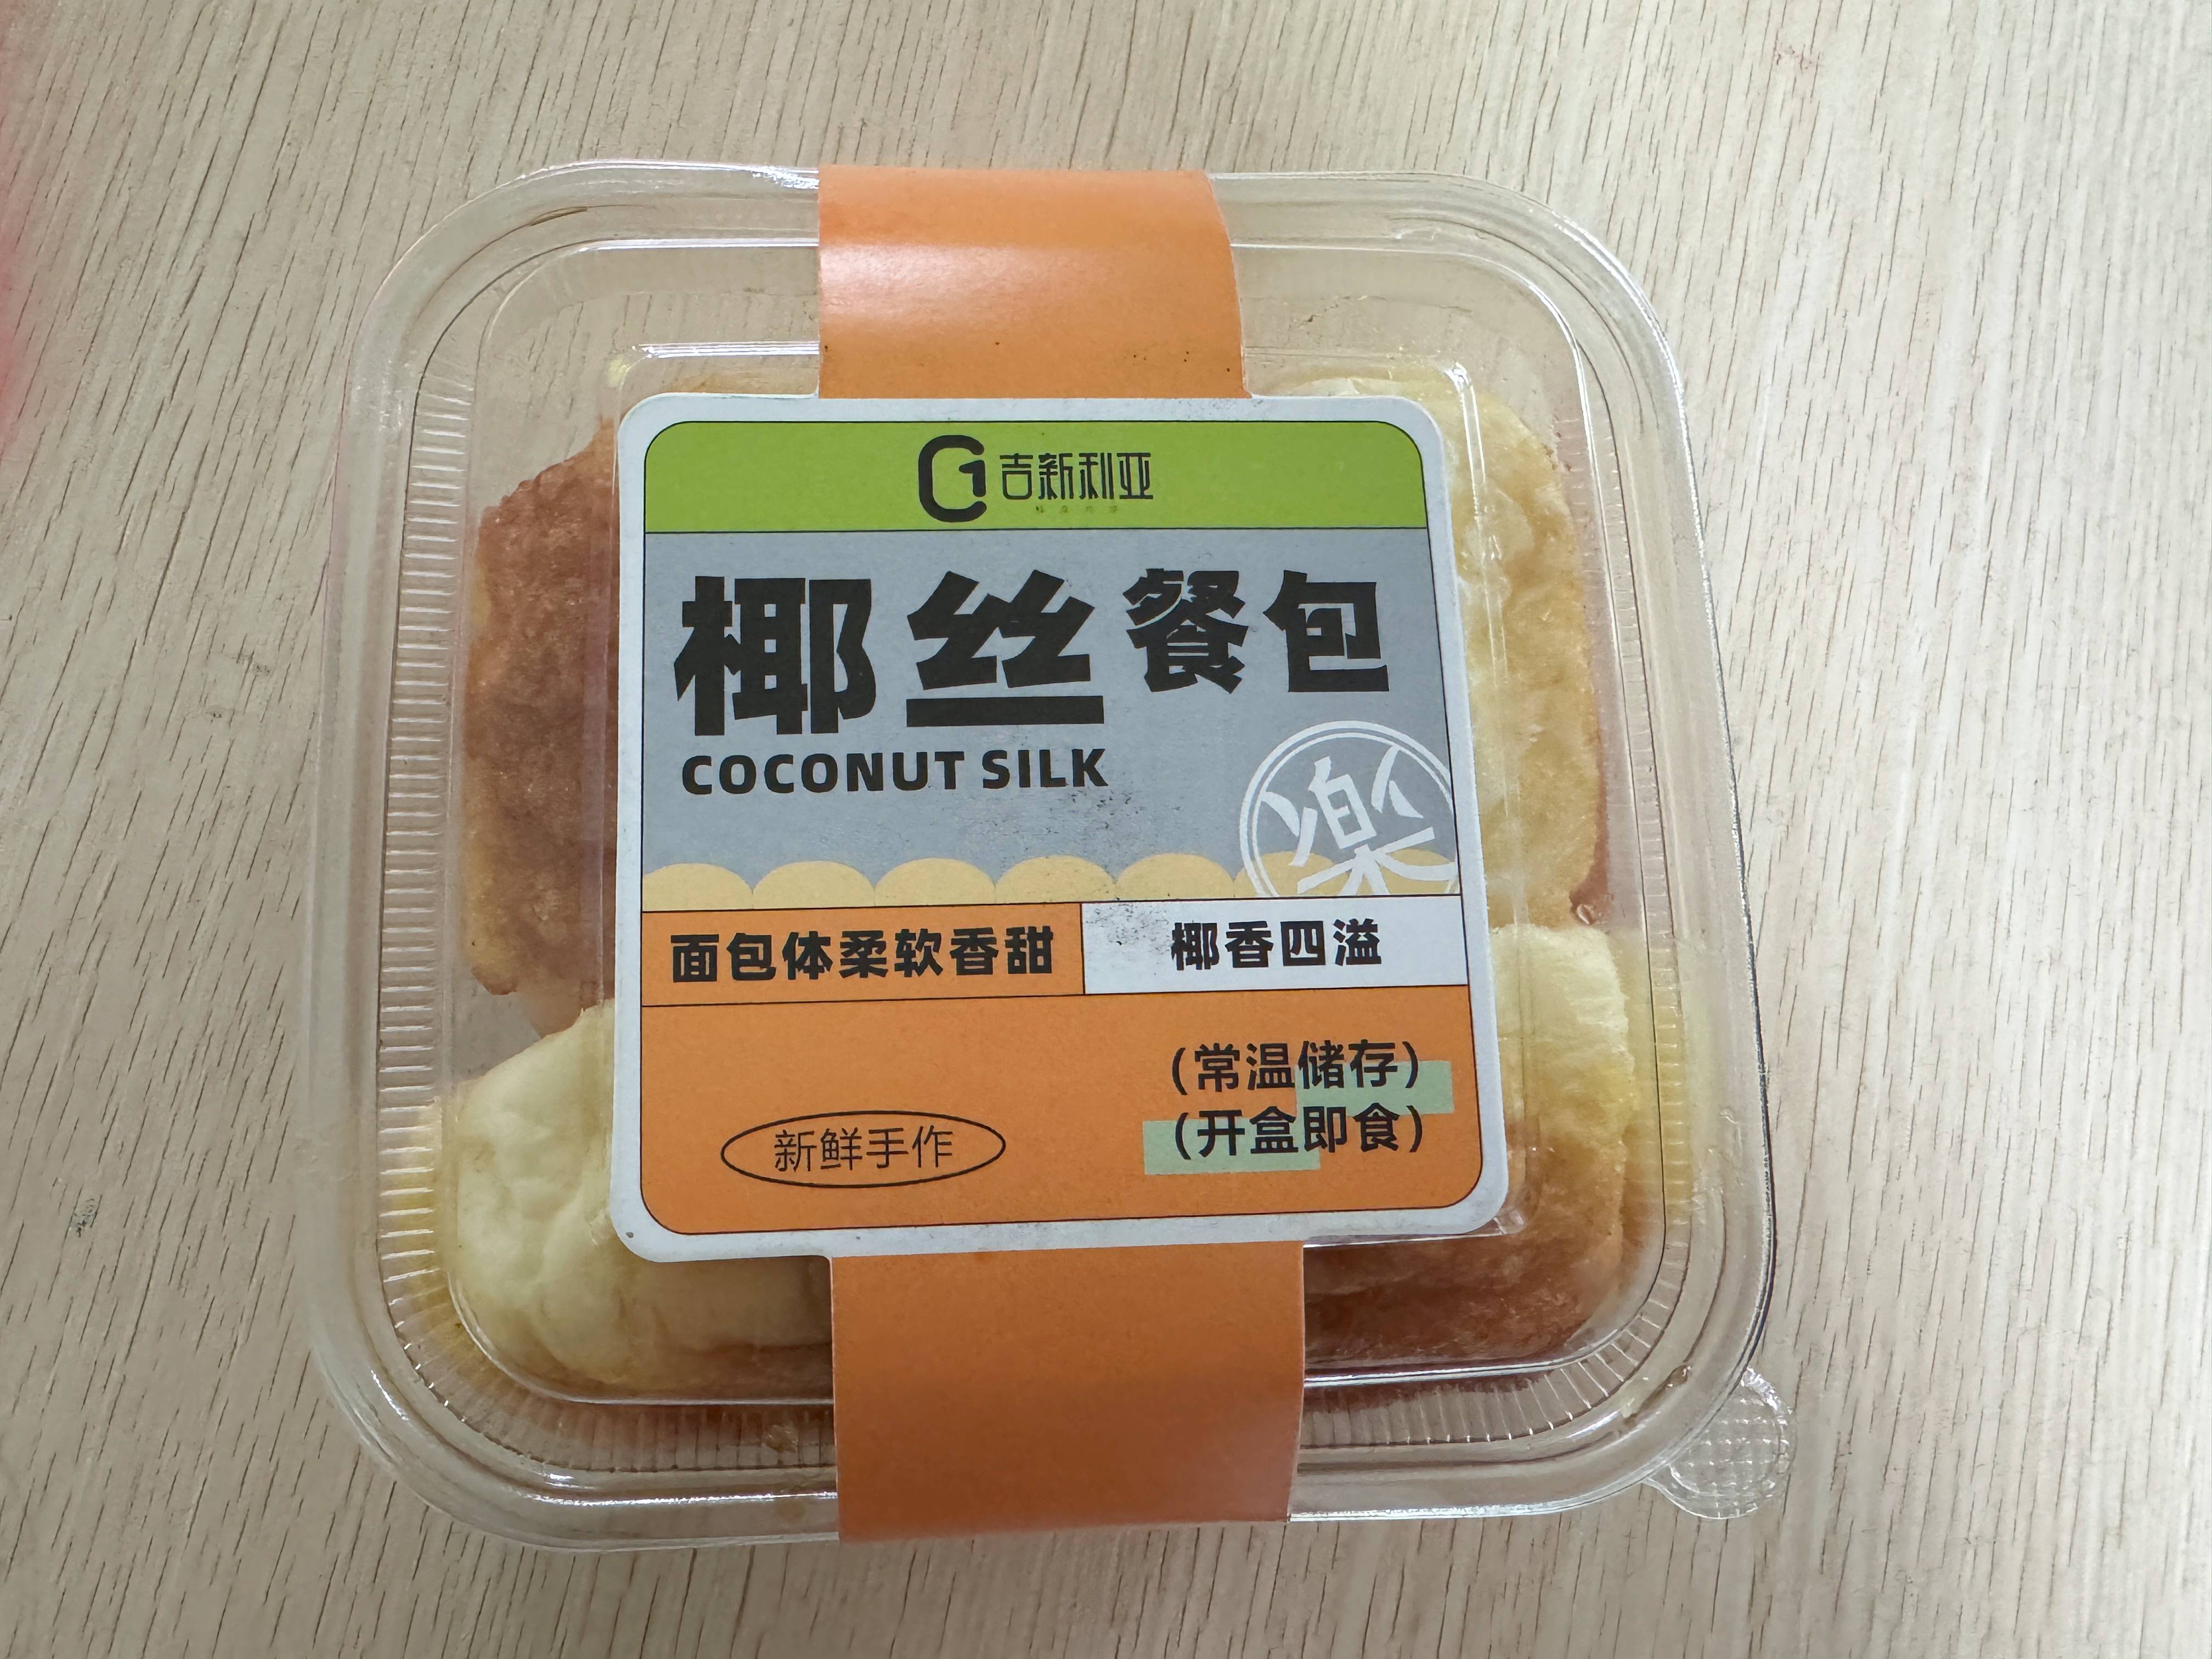 吉新利亚
椰丝餐包
COCONUT SILK
楽
面包体柔软香甜
椰香四溢
(常温储存)
(开盒即食)
新鲜手作